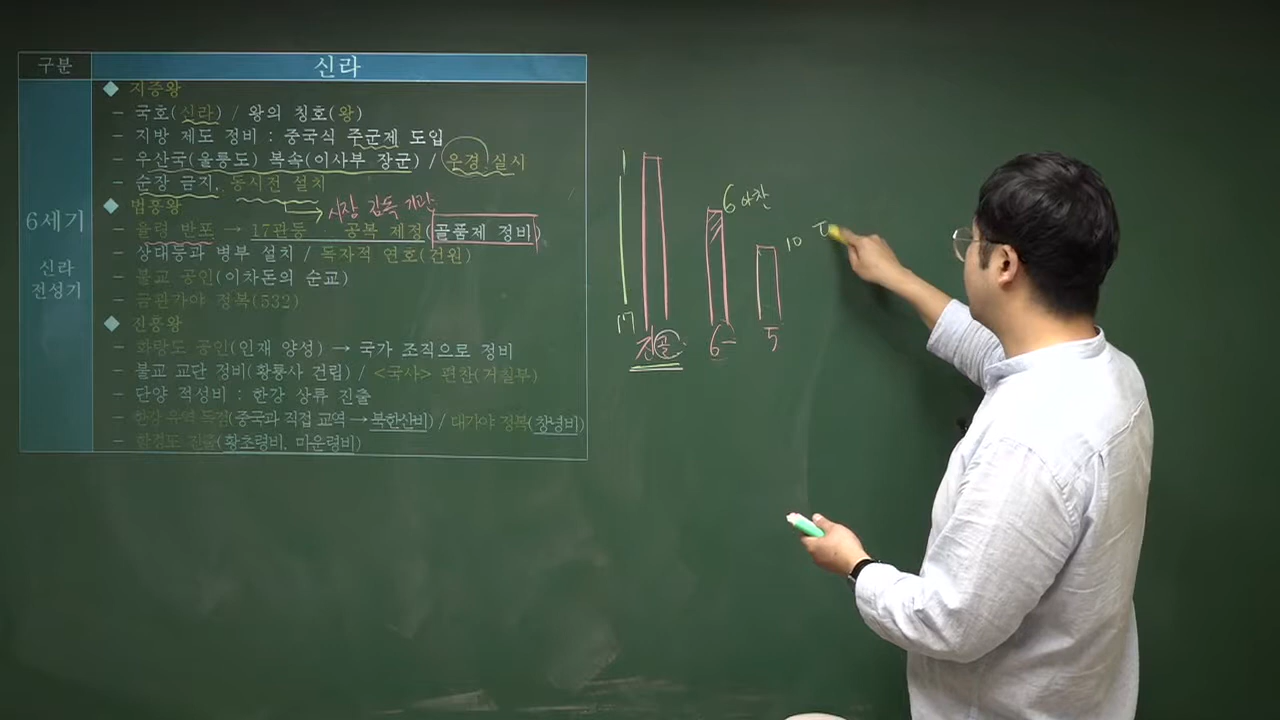 구분
신라
6세기
신라
전성기
◆ 지증왕
- 국호(신라) / 왕의 칭호(왕)
- 지방 제도 정비 : 중국식 주군제 도입
- 우산국(울릉도) 복속(이사부 장군) / 우경 실시
- 순장 금지, 동시전 설치
시장 감독 기관
◆ 법흥왕
- 율령 반포 → 17관등 · 공복 제정(골품제 정비)
- 상대등과 병부 설치 / 독자적 연호(건원)
- 불교 공인(이차돈의 순교)
- 금관가야 정복(532)
◆ 진흥왕
- 화랑도 공인(인재 양성) → 국가 조직으로 정비
- 불교 교단 정비(황룡사 건립) / <국사> 편찬(거칠부)
- 단양 적성비 : 한강 상류 진출
- 한강 유역 독점(중국과 직접 교역 → 북한산비) / 대가야 정복(창녕비)
- 함경도 진출(황초령비, 마운령비)
1
17
진골
6 아찬
6
10
5